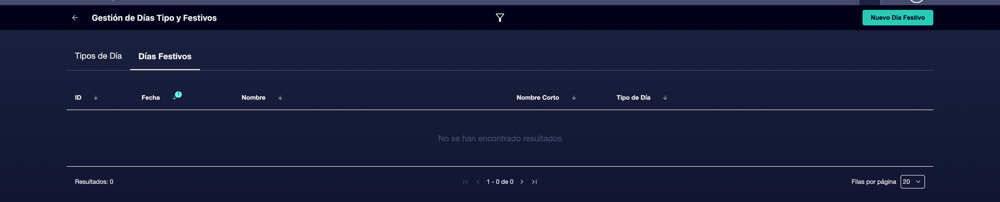 Gestión de Días Tipo y Festivos
Nuevo Día Festivo
Tipos de Día
Días Festivos
ID
Fecha
1
Nombre
Nombre Corto
Tipo de Día
No se han encontrado resultados
Resultados: 0
1 - 0 de 0
Filas por página
20